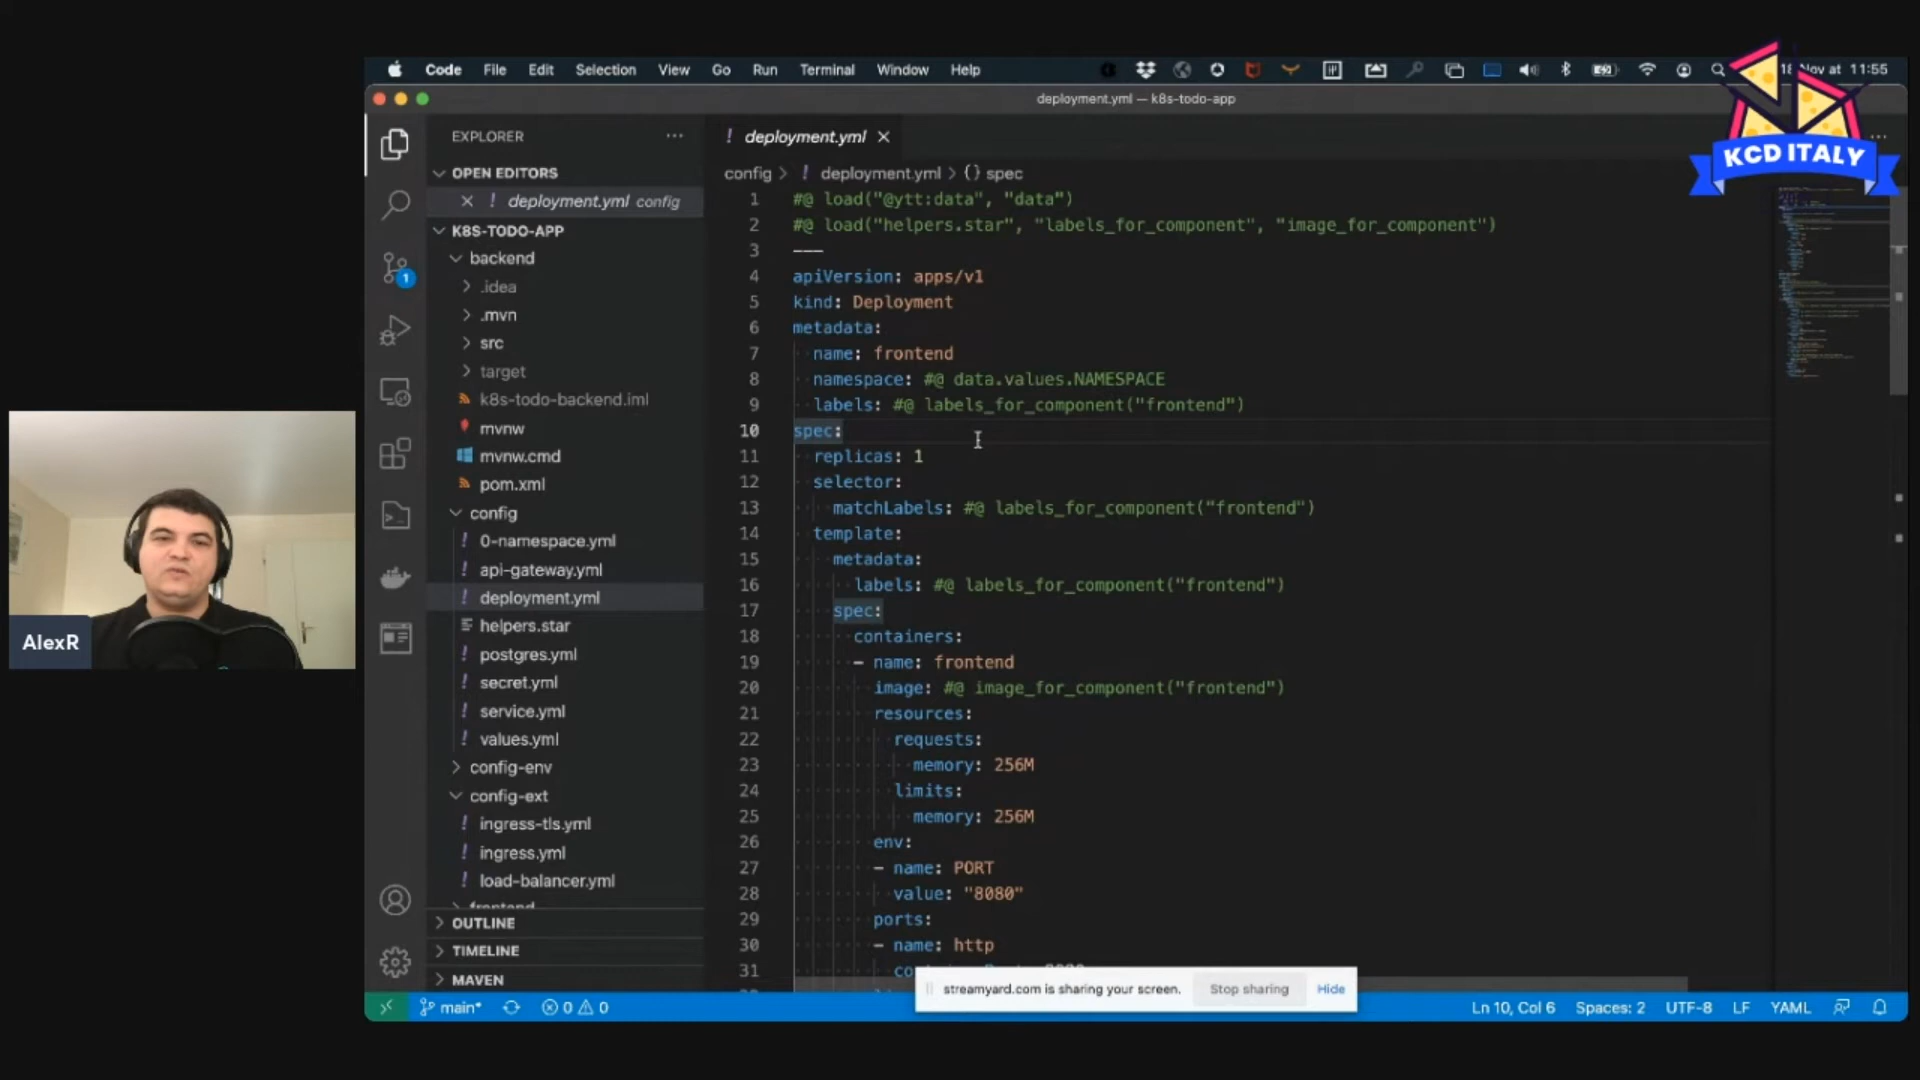 Code File Edit Selection View Go Run Terminal Window Help
18 Nov at 11:55
KCD ITALY
deployment.yml — k8s-todo-app
EXPLORER
OPEN EDITORS
deployment.yml config
K8S-TODO-APP
backend
.idea
.mvn
src
target
k8s-todo-backend.iml
mvnw
mvnw.cmd
pom.xml
config
0-namespace.yml
api-gateway.yml
deployment.yml
helpers.star
postgres.yml
secret.yml
service.yml
values.yml
config-env
config-ext
ingress-tls.yml
ingress.yml
load-balancer.yml
frontend
OUTLINE
TIMELINE
MAVEN
! deployment.yml
config > ! deployment.yml > {} spec
1 #@ load("@ytt:data", "data")
2 #@ load("helpers.star", "labels_for_component", "image_for_component")
3 ---
4 apiVersion: apps/v1
5 kind: Deployment
6 metadata:
7 name: frontend
8 namespace: #@ data.values.NAMESPACE
9 labels: #@ labels_for_component("frontend")
10 spec:
11 replicas: 1
12 selector:
13 matchLabels: #@ labels_for_component("frontend")
14 template:
15 metadata:
16 labels: #@ labels_for_component("frontend")
17 spec:
18 containers:
19 - name: frontend
20 image: #@ image_for_component("frontend")
21 resources:
22 requests:
23 memory: 256M
24 limits:
25 memory: 256M
26 env:
27 - name: PORT
28 value: "8080"
29 ports:
30 - name: http
31
streamyard.com is sharing your screen. Stop sharing Hide
main* 0 0
Ln 10, Col 6 Spaces: 2 UTF-8 LF YAML
AlexR
1